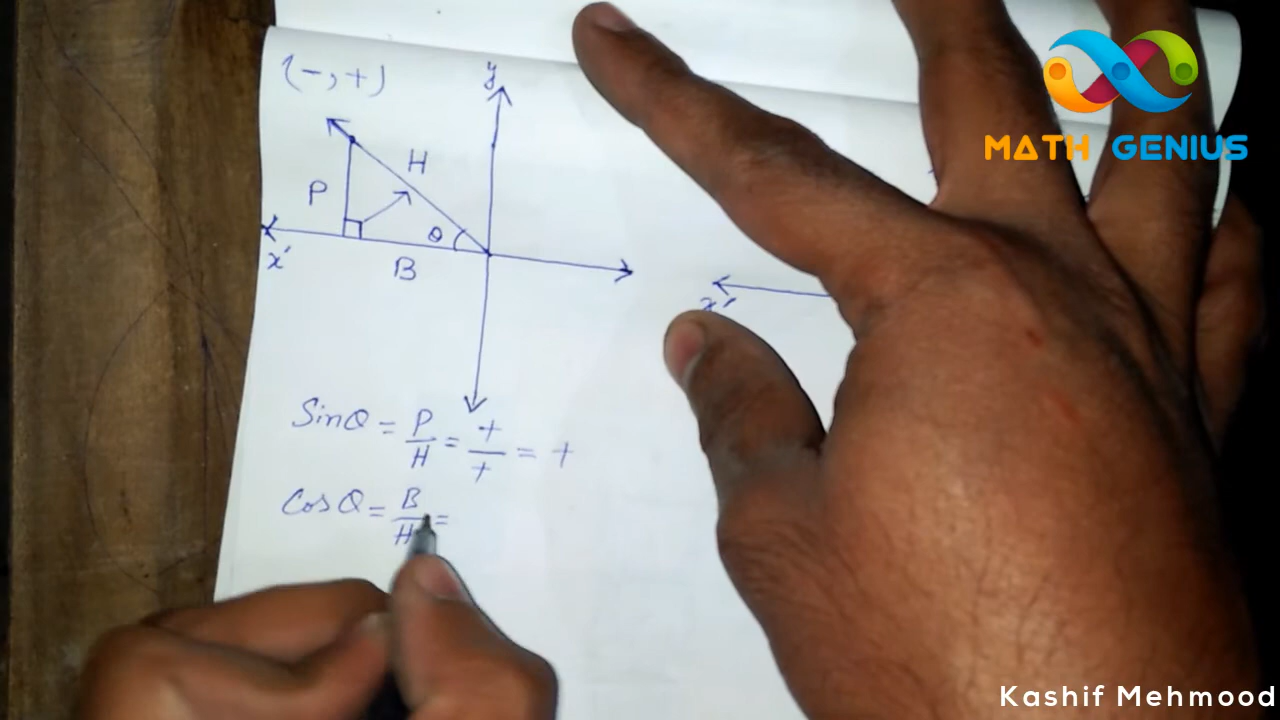 (-,+)
y
MATH GENIUS
H
P
θ
x'
B
x'
Sinθ = P/H = +/+ = +
Cosθ = B/H =
Kashif Mehmood